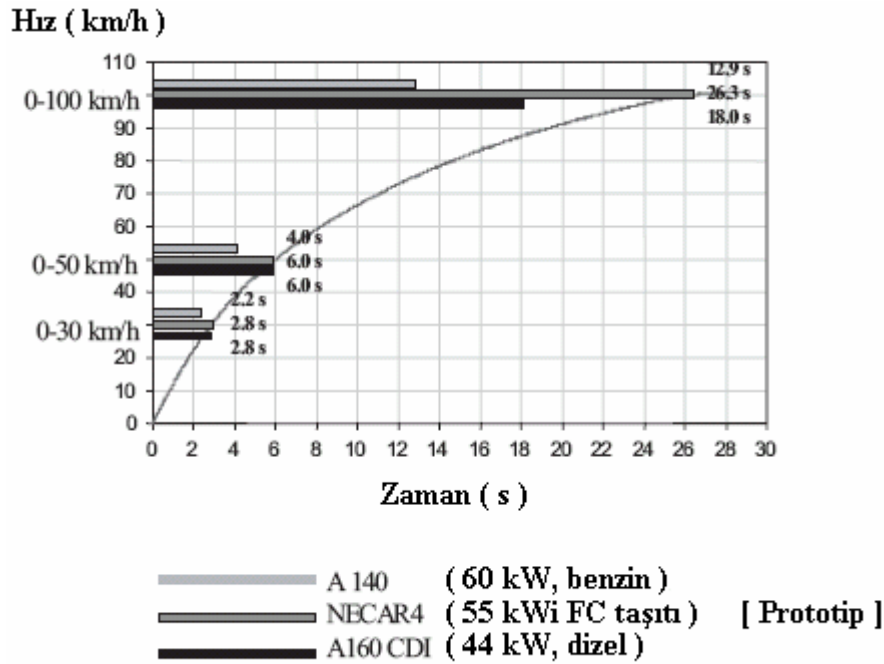 Hız ( km/h )
110
12.9 s
0-100 km/h
26.3 s
18.0 s
90
80
70
60
4.0 s
0-50 km/h
6.0 s
6.0 s
40
2.2 s
0-30 km/h
2.8 s
2.8 s
20
10
0
0 2 4 6 8 10 12 14 16 18 20 22 24 26 28 30
Zaman ( s )
A 140 ( 60 kW, benzin )
NECAR4 ( 55 kWi FC taşıtı ) [ Prototip ]
A160 CDI ( 44 kW, dizel )